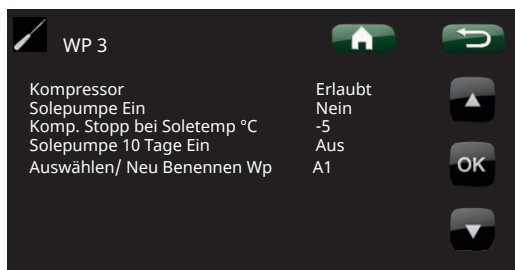 WP 3
Kompressor Erlaubt
Solepumpe Ein Nein
Komp. Stopp bei Soletemp °C -5
Solepumpe 10 Tage Ein Aus
Auswählen/ Neu Benennen Wp A1
OK